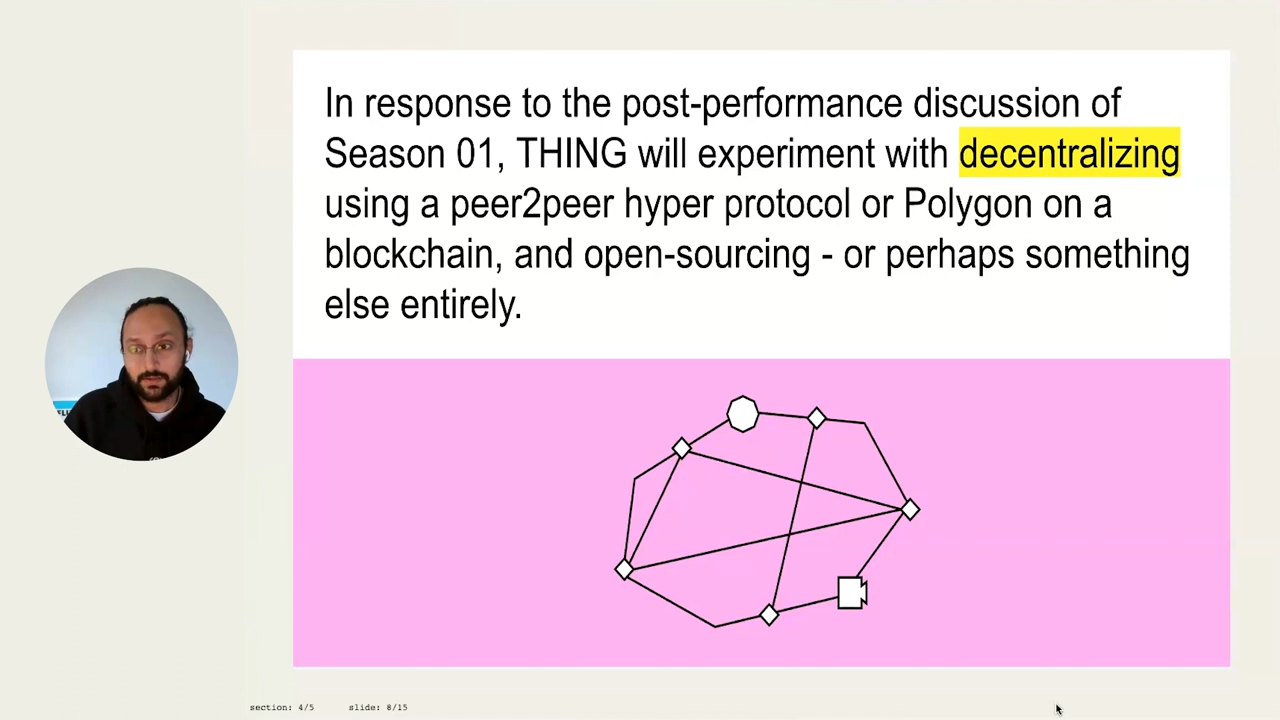 In response to the post-performance discussion of
Season 01, THING will experiment with decentralizing
using a peer2peer hyper protocol or Polygon on a
blockchain, and open-sourcing - or perhaps something
else entirely.
section: 4/5 slide: 8/15